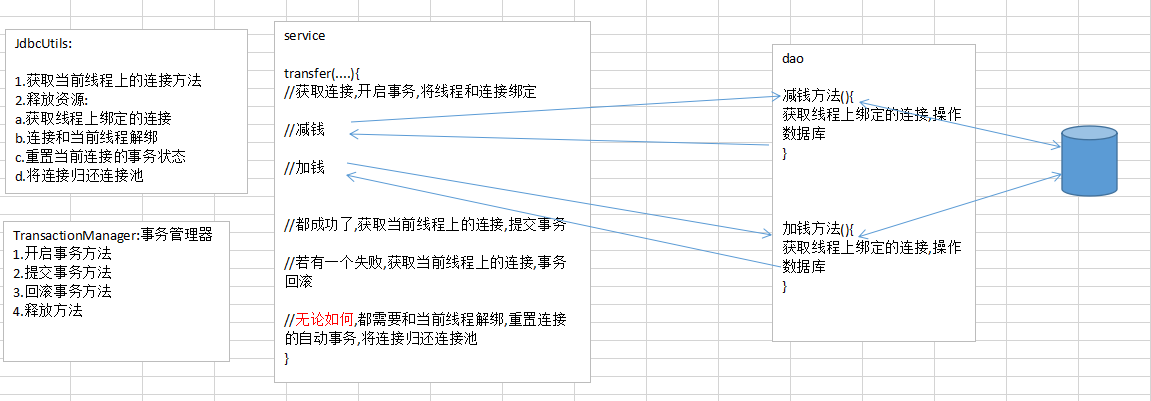 JdbcUtils:
1.获取当前线程上的连接方法
2.释放资源:
a.获取线程上绑定的连接
b.连接和当前线程解绑
c.重置当前连接的事务状态
d.将连接归还连接池
TransactionManager:事务管理器
1.开启事务方法
2.提交事务方法
3.回滚事务方法
4.释放方法
service
transfer(....){
//获取连接,开启事务,将线程和连接绑定
//减钱
//加钱
//都成功了,获取当前线程上的连接,提交事务
//若有一个失败,获取当前线程上的连接,事务
回滚
//无论如何,都需要和当前线程解绑,重置连接
的自动事务,将连接归还连接池
}
dao
减钱方法(){
获取线程上绑定的连接,操作
数据库
}
加钱方法(){
获取线程上绑定的连接,操作
数据库
}